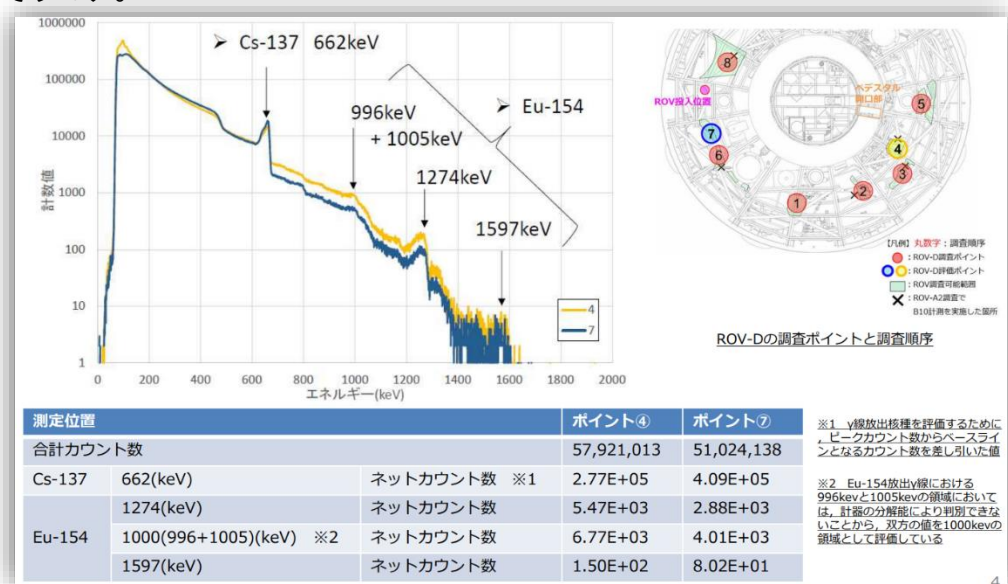 ➤ Cs-137 662keV
996keV
+ 1005keV
➤ Eu-154
1274keV
1597keV
1000000
100000
10000
1000
100
10
1
計数値
0 200 400 600 800 1000 1200 1400 1600 1800 2000
エネルギー(keV)
4
7
8
ROV投入位置
ペデスタル
開口部
5
7
6
4
3
2
1
【凡例】丸数字：調査順序
：ROV-D調査ポイント
：ROV-D評価ポイント
：ROV調査可能範囲
：ROV-A2調査で
B10計測を実施した箇所
ROV-Dの調査ポイントと調査順序
測定位置 ポイント④ ポイント⑦
合計カウント数 57,921,013 51,024,138
Cs-137 662(keV) ネットカウント数 ※1 2.77E+05 4.09E+05
1274(keV) ネットカウント数 5.47E+03 2.88E+03
Eu-154 1000(996+1005)(keV) ※2 ネットカウント数 6.77E+03 4.01E+03
1597(keV) ネットカウント数 1.50E+02 8.02E+01
※1 γ線放出核種を評価するために
，ピークカウント数からベースライ
ンとなるカウント数を差し引いた値
※2 Eu-154放出γ線における
996kevと1005kevの領域において
は，計器の分解能により判別できな
いことから，双方の値を1000kevの
領域として評価している
4